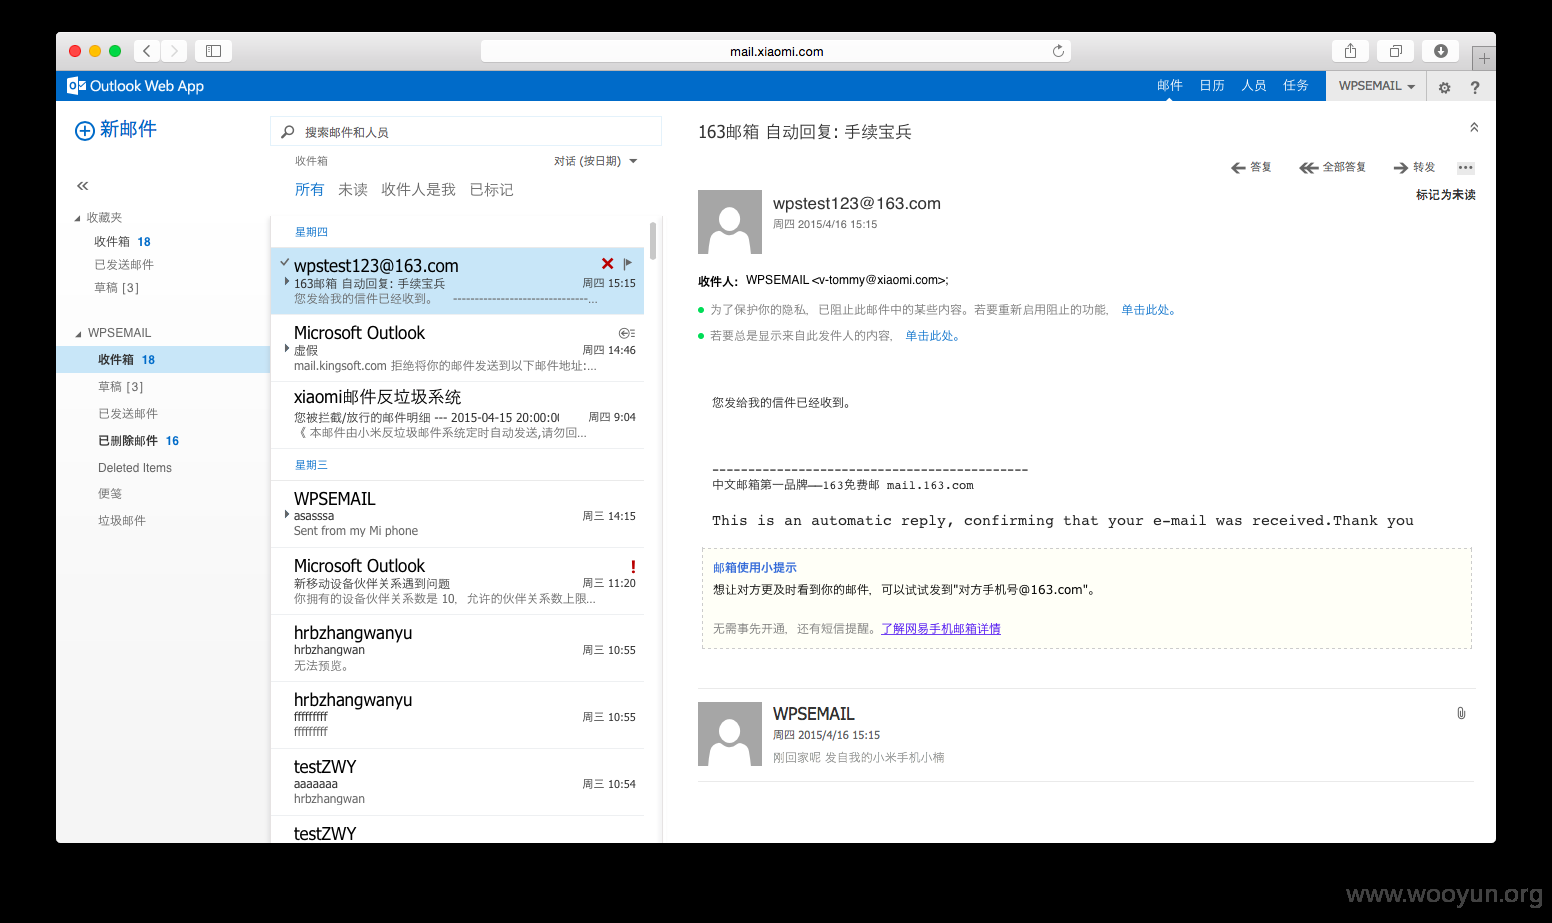 mail.xiaomi.com
Outlook Web App
邮件 日历 人员 任务 WPSEMAIL ?
新邮件
收藏夹
收件箱 18
已发送邮件
草稿 [3]
WPSEMAIL
收件箱 18
草稿 [3]
已发送邮件
已删除邮件 16
Deleted Items
便笺
垃圾邮件
搜索邮件和人员
收件箱 对话 (按日期)
所有 未读 收件人是我 已标记
星期四
wpstest123@163.com
163邮箱 自动回复: 手续宝兵 周四 15:15
您发给我的信件已经收到。 -------------------------------...
Microsoft Outlook
虚假 周四 14:46
mail.kingsoft.com 拒绝将你的邮件发送到以下邮件地址:...
xiaomi邮件反垃圾系统
您被拦截/放行的邮件明细 --- 2015-04-15 20:00:00 周四 9:04
《 本邮件由小米反垃圾邮件系统定时自动发送,请勿回...
星期三
WPSEMAIL
asasssa 周三 14:15
Sent from my Mi phone
Microsoft Outlook !
新移动设备伙伴关系遇到问题 周三 11:20
你拥有的设备伙伴关系数是 10，允许的伙伴关系数上限...
hrbzhangwanyu
hrbzhangwan 周三 10:55
无法预览。
hrbzhangwanyu
fffffffff 周三 10:55
fffffffff
testZWY
aaaaaaa 周三 10:54
hrbzhangwan
testZWY
163邮箱 自动回复: 手续宝兵
答复 全部答复 转发 •••
标记为未读
wpstest123@163.com
周四 2015/4/16 15:15
收件人: WPSEMAIL <v-tommy@xiaomi.com>;
为了保护你的隐私，已阻止此邮件中的某些内容。若要重新启用阻止的功能， 单击此处。
若要总是显示来自此发件人的内容， 单击此处。
您发给我的信件已经收到。
--------------------------------------------
中文邮箱第一品牌——163免费邮 mail.163.com
This is an automatic reply, confirming that your e-mail was received.Thank you
邮箱使用小提示
想让对方更及时看到你的邮件，可以试试发到"对方手机号@163.com"。
无需事先开通，还有短信提醒。了解网易手机邮箱详情
WPSEMAIL
周四 2015/4/16 15:15
刚回家呢 发自我的小米手机小楠
www.wooyun.org